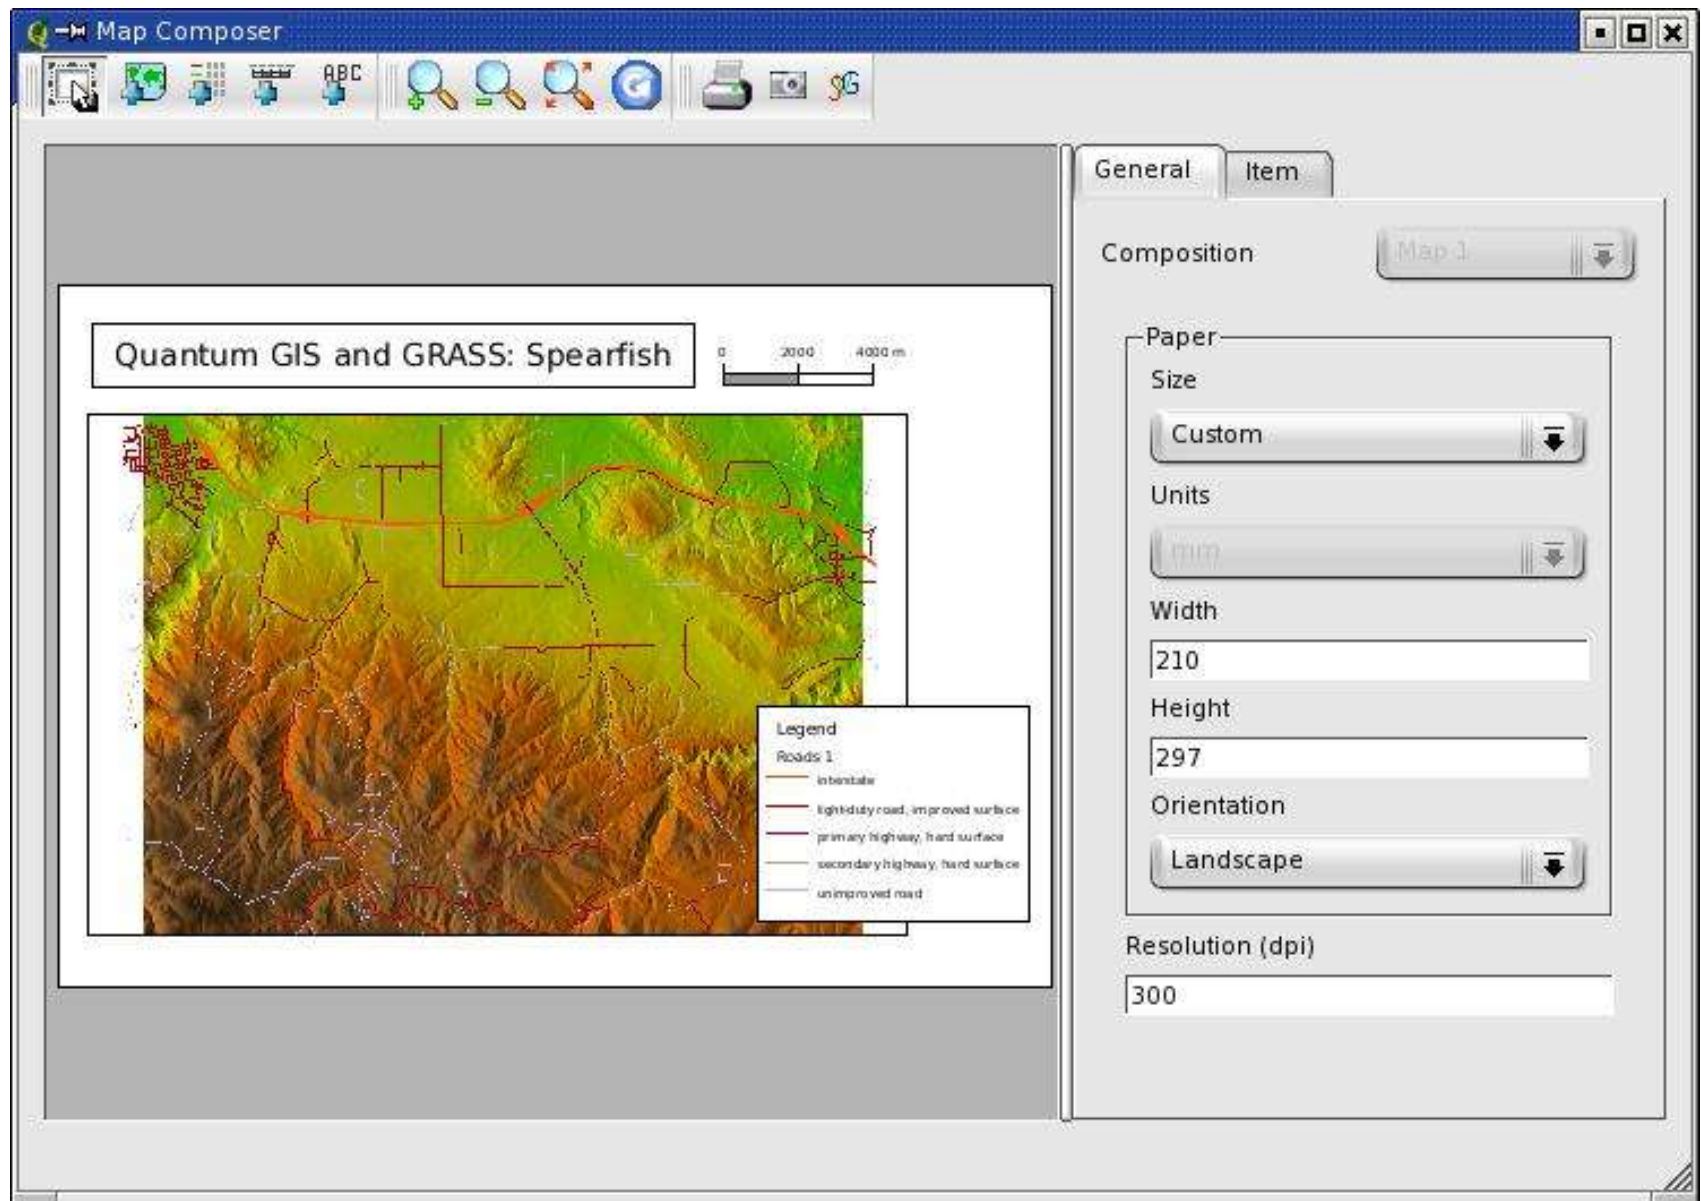 Map Composer
ABC
General
Item
Composition
Map 1
Quantum GIS and GRASS: Spearfish
0 2000 4000 m
Paper
Size
Custom
Units
mm
Width
210
Height
297
Orientation
Landscape
Resolution (dpi)
300
Legend
Roads 1
interstate
light-duty road, improved surface
primary highway, hard surface
secondary highway, hard surface
unimproved road